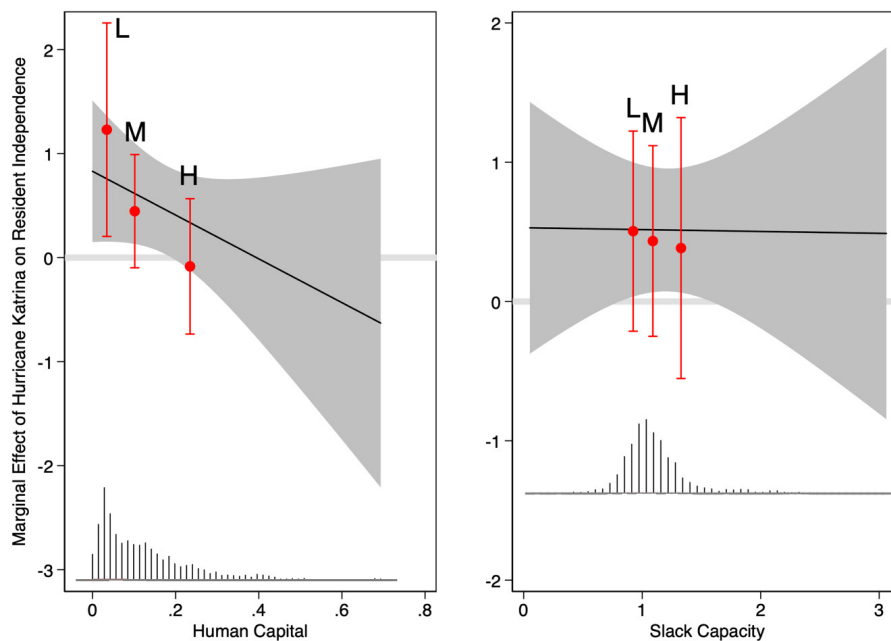 Marginal Effect of Hurricane Katrina on Resident Independence
2
1
0
-1
-2
-3
L
M
H
0
.2
.4
.6
.8
Human Capital
2
1
0
-1
-2
L
M
H
0
1
2
3
Slack Capacity